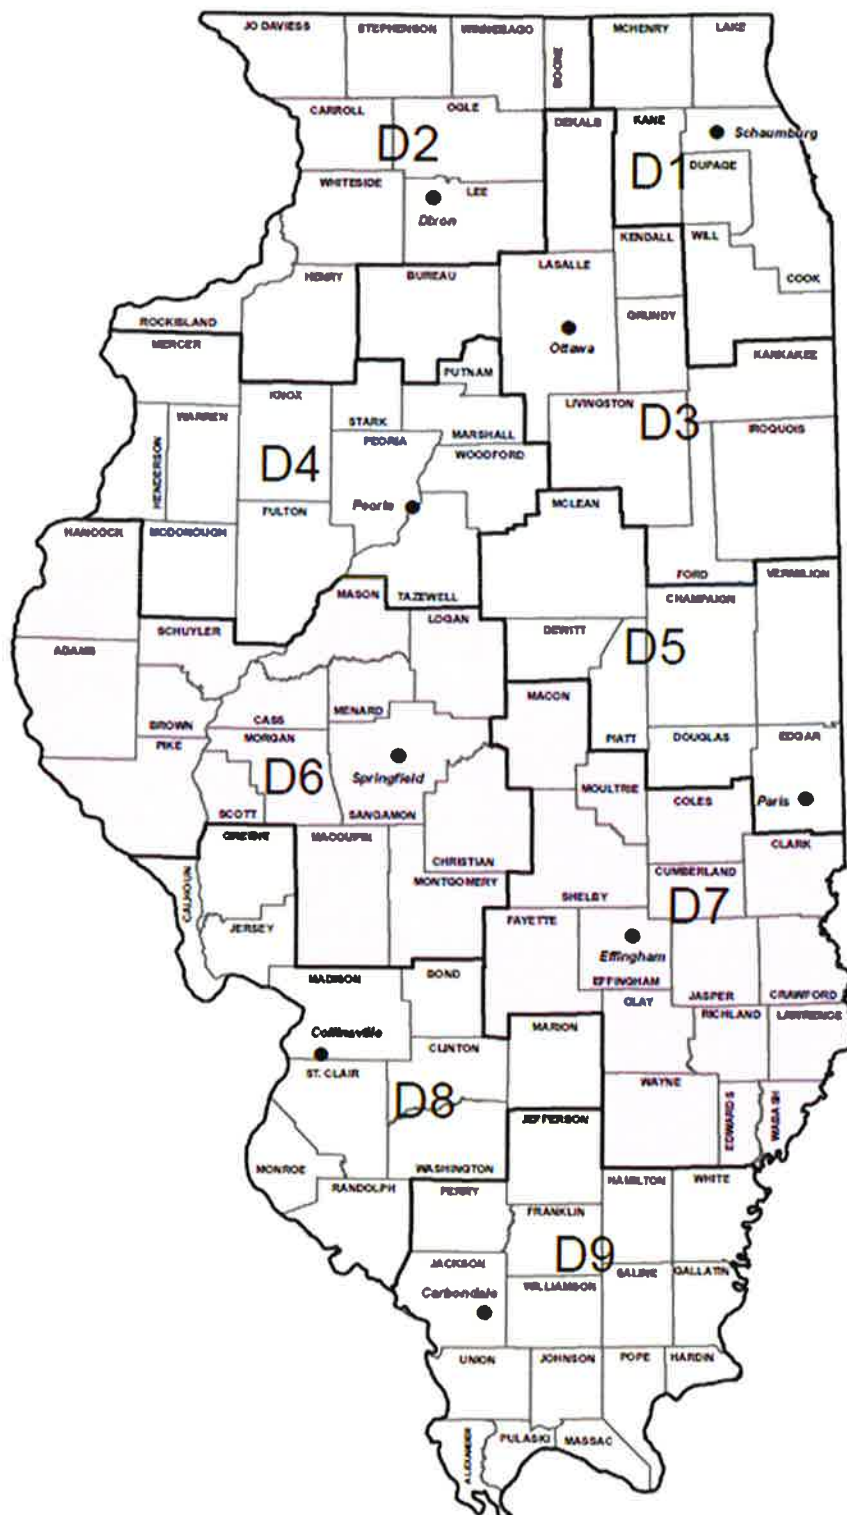 JO DAVIESS
STEPHENSON
WINNEBAGO
BOONE
MCHENRY
LAKE
CARROLL
OGLE
DEKALB
KANE
Schaumburg
D2
D1
DUPAGE
WHITESIDE
LEE
Dixon
KENDALL
WILL
LASALLE
HENRY
BUREAU
COOK
ROCK ISLAND
GRUNDY
Ottawa
MERCER
KANKAKEE
PUTNAM
KNOX
STARK
LIVINGSTON
D3
WARREN
MARSHALL
IROQUOIS
PEORIA
WOODFORD
HENDERSON
D4
Peoria
MCLEAN
FULTON
HANCOCK
MCDONOUGH
FORD
VERMILION
MASON
TAZEWELL
CHAMPAIGN
LOGAN
SCHUYLER
DEWITT
D5
ADAMS
MENARD
MACON
BROWN
CASS
PIKE
MORGAN
PIATT
DOUGLAS
EDGAR
D6
Springfield
MOULTRIE
COLES
Paris
SCOTT
SANGAMON
GREENE
MACOUPIN
CLARK
CHRISTIAN
CUMBERLAND
CALHOUN
MONTGOMERY
SHELBY
JERSEY
FAYETTE
D7
Effingham
MADISON
BOND
EFFINGHAM
JASPER
CRAWFORD
CLAY
RICHLAND
LAWRENCE
Collinsville
MARION
CLINTON
ST. CLAIR
WAYNE
EDWARDS
WABASH
D8
JEFFERSON
MONROE
WASHINGTON
RANDOLPH
PERRY
HAMILTON
WHITE
FRANKLIN
D9
JACKSON
SALINE
GALLATIN
Carbondale
WILLIAMSON
UNION
JOHNSON
POPE
HARDIN
ALEXANDER
PULASKI
MASSAC